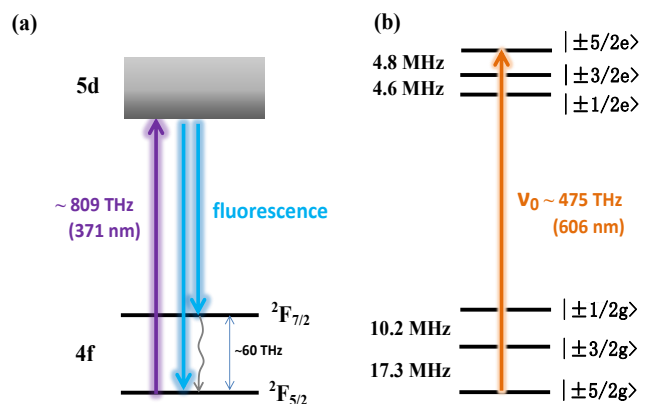 (a)
5d
~ 809 THz
(371 nm)
fluorescence
²F₇/₂
4f
~60 THz
²F₅/₂
(b)
|±5/2e⟩
4.8 MHz
|±3/2e⟩
4.6 MHz
|±1/2e⟩
ν₀ ~ 475 THz
(606 nm)
|±1/2g⟩
10.2 MHz
|±3/2g⟩
17.3 MHz
|±5/2g⟩